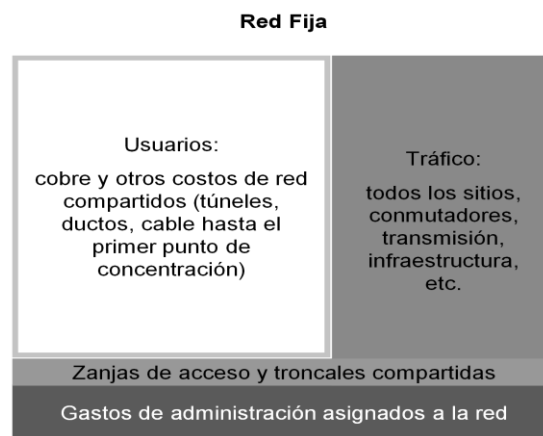 Red Fija
Usuarios:
cobre y otros costos de red
compartidos (túneles,
ductos, cable hasta el
primer punto de
concentración)
Tráfico:
todos los sitios,
conmutadores,
transmisión,
infraestructura,
etc.
Zanjas de acceso y troncales compartidas
Gastos de administración asignados a la red